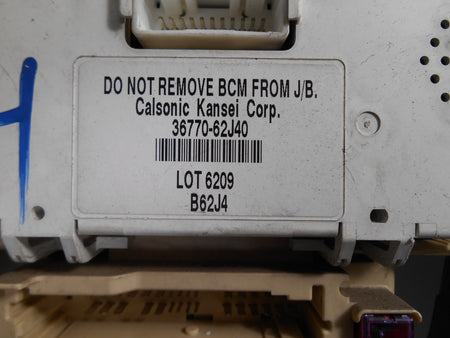 DO NOT REMOVE BCM FROM J/B.
Calsonic Kansei Corp.
36770-62J40
LOT 6209
B62J4